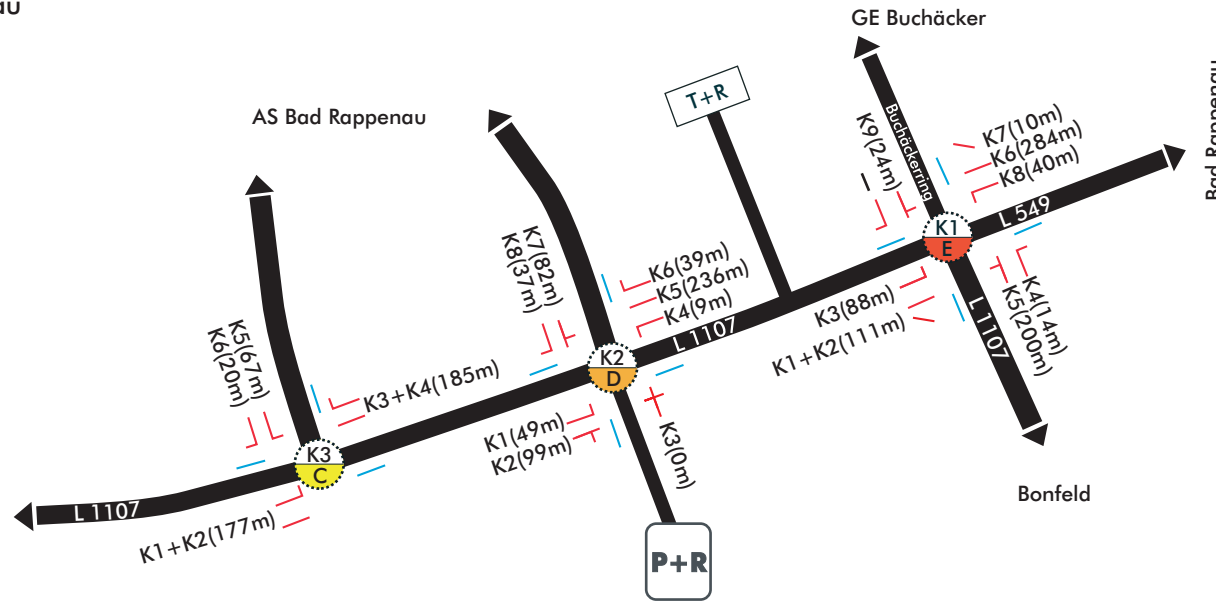 au
GE Buchäcker
Bad Rappenau
AS Bad Rappenau
T+R
Buchäckerring
K9(24m)
I
K7(10m)
K6(284m)
K8(40m)
L 549
K1
E
K7(82m)
K8(37m)
K6(39m)
K5(236m)
K4(9m)
L 1107
K3(88m)
K1+K2(111m)
L 1107
K4(14m)
K5(200m)
K2
D
K5(67m)
K6(20m)
K3+K4(185m)
K1(49m)
K2(99m)
K3(0m)
K3
C
L 1107
K1+K2(177m)
Bonfeld
P+R